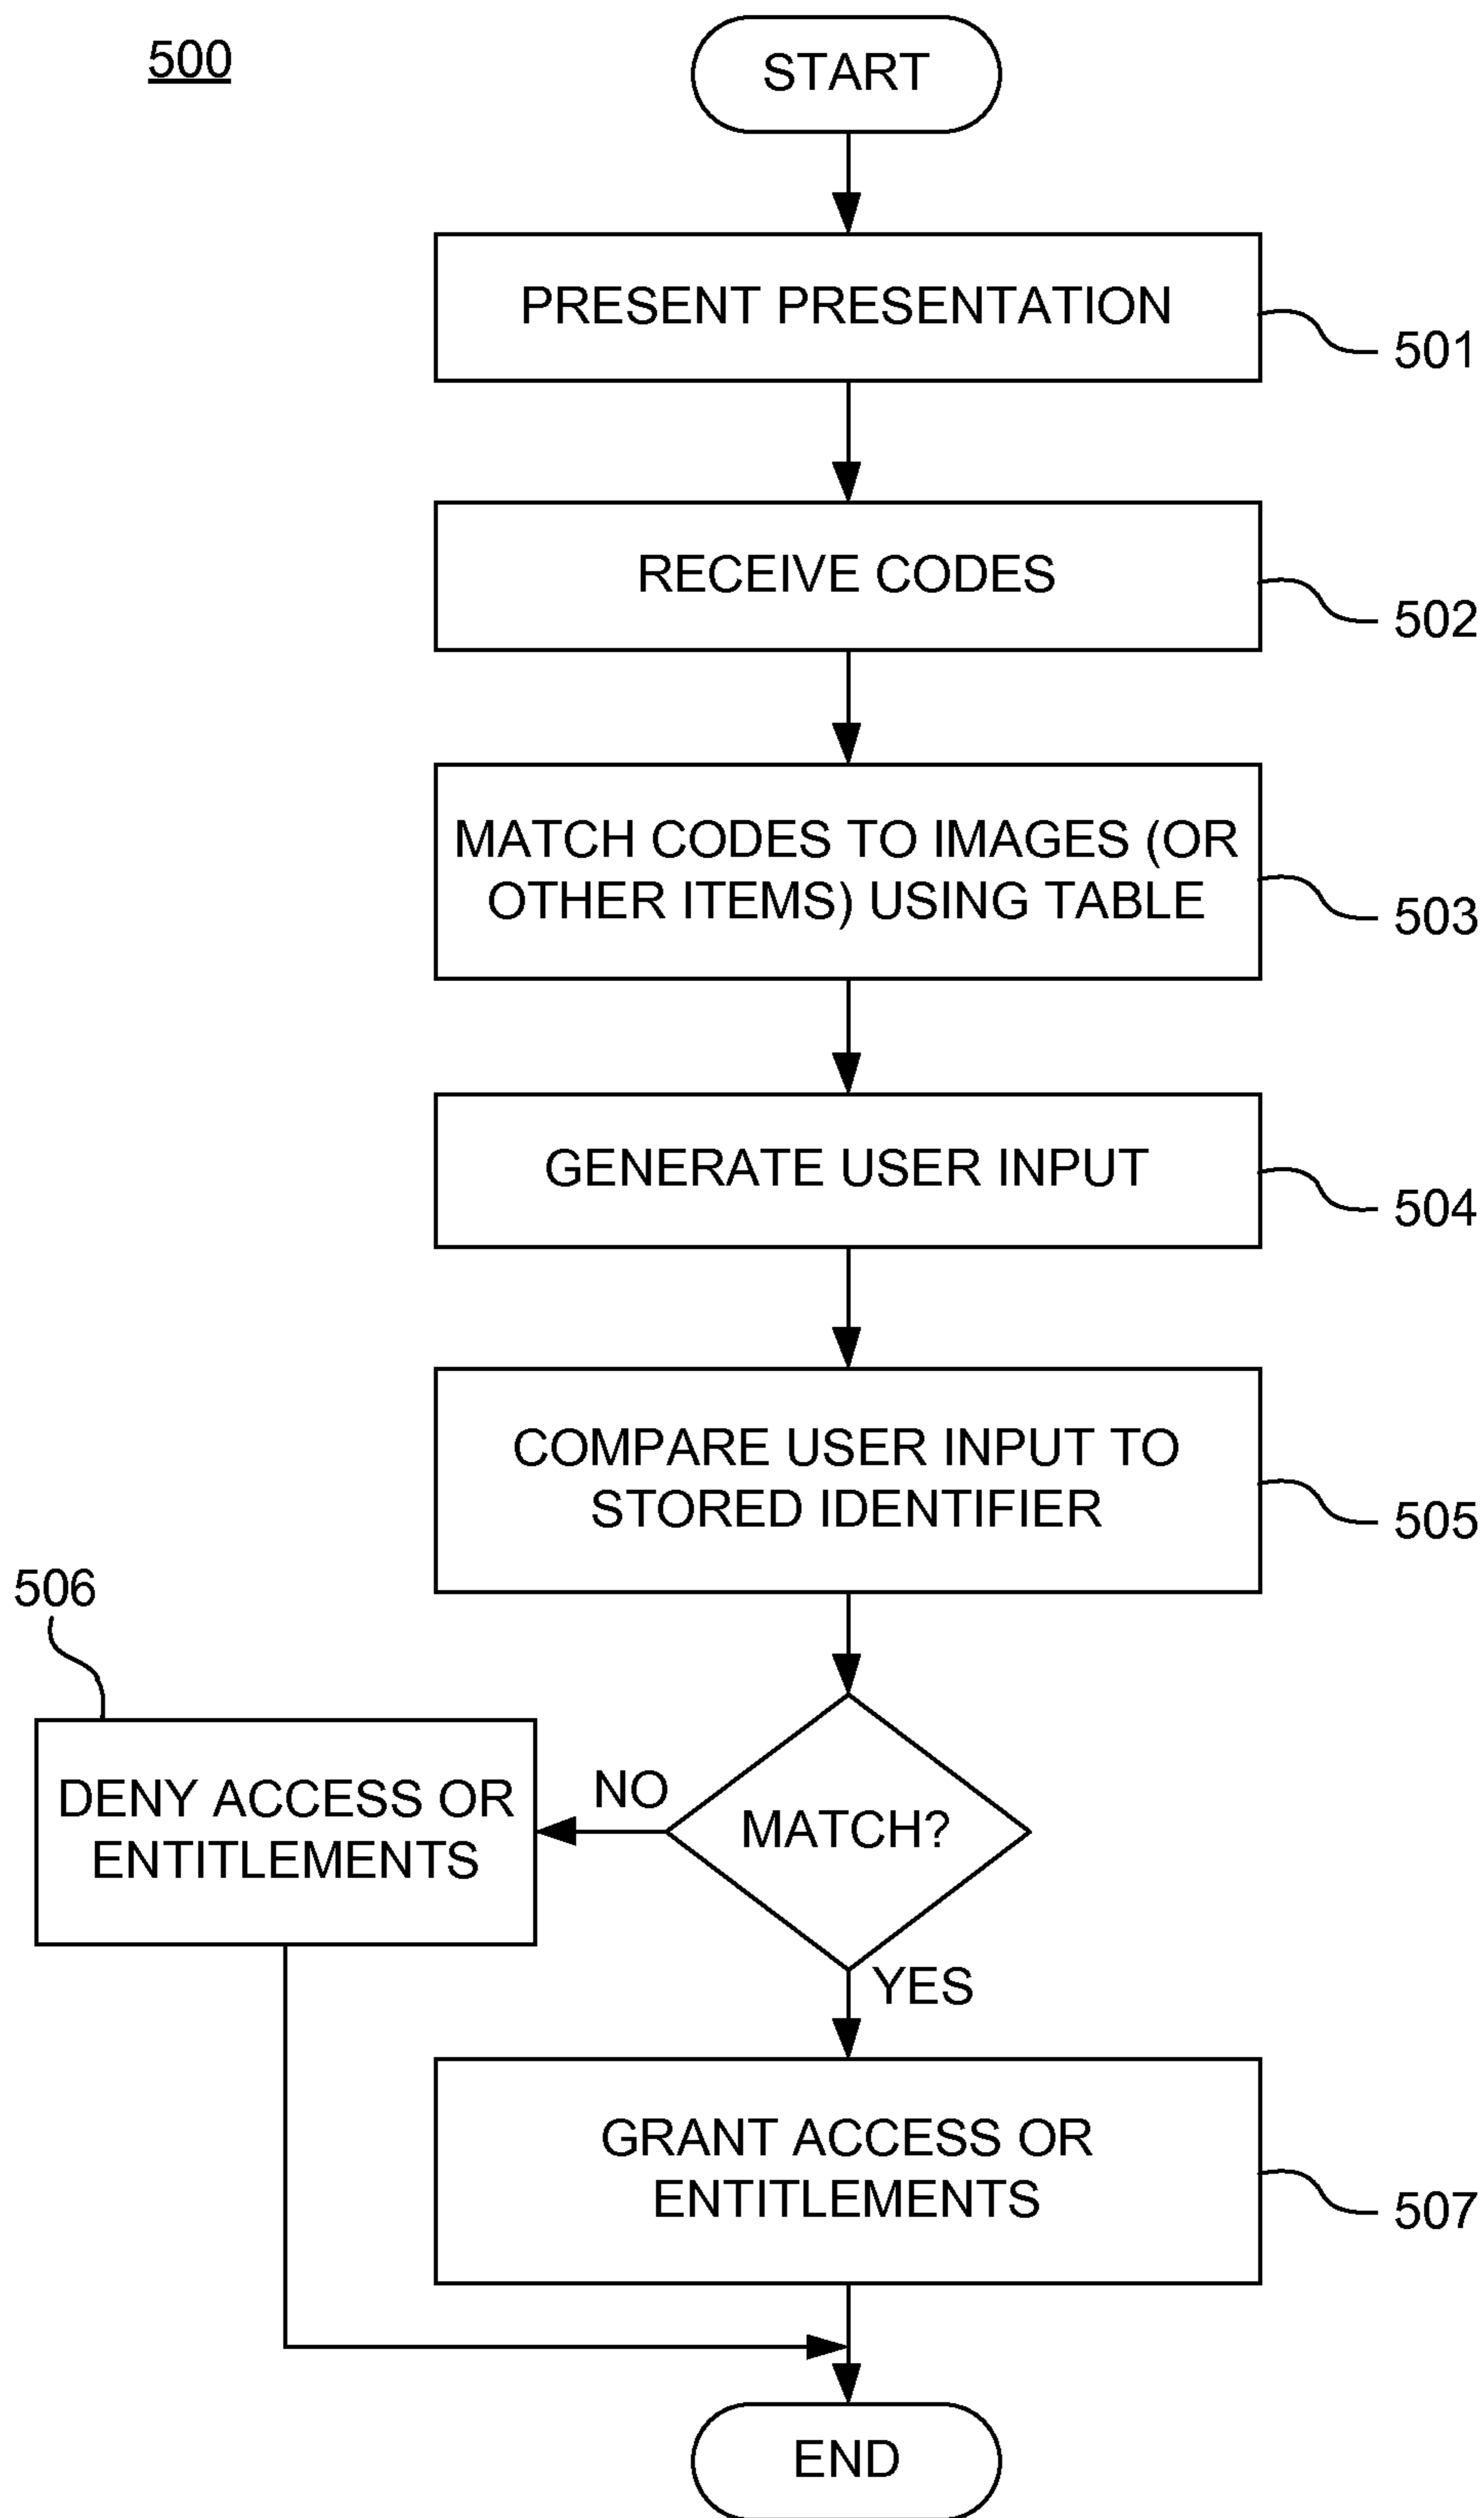 500
START
PRESENT PRESENTATION
501
RECEIVE CODES
502
MATCH CODES TO IMAGES (OR
OTHER ITEMS) USING TABLE
503
GENERATE USER INPUT
504
COMPARE USER INPUT TO
STORED IDENTIFIER
505
506
DENY ACCESS OR
ENTITLEMENTS
NO
MATCH?
YES
GRANT ACCESS OR
ENTITLEMENTS
507
END